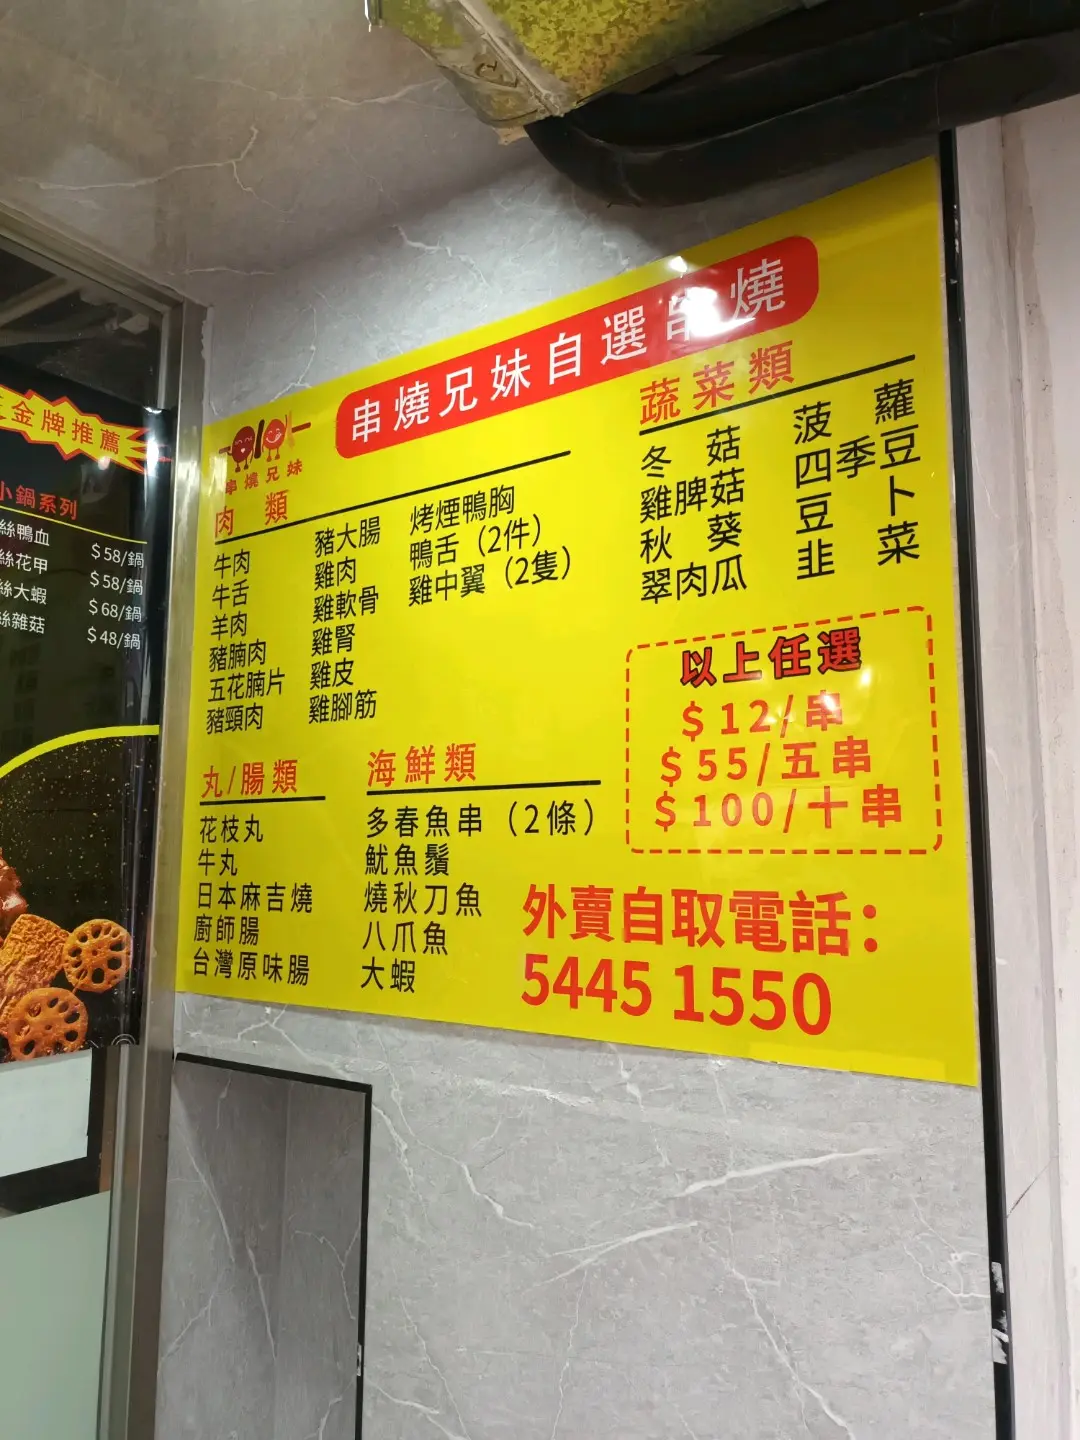 串燒兄妹自選串燒
串燒兄妹
肉 類
牛肉
牛舌
羊肉
豬腩肉
五花腩片
豬頸肉
豬大腸
雞肉
雞軟骨
雞腎
雞皮
雞腳筋
烤煙鴨胸
鴨舌（2件）
雞中翼（2隻）
蔬菜類
冬 菇
雞脾菇
秋 葵
翠肉瓜
菠 蘿
四季豆
豆 卜
韭 菜
丸/腸類
花枝丸
牛丸
日本麻吉燒
廚師腸
台灣原味腸
海鮮類
多春魚串（2條）
魷魚鬚
燒秋刀魚
八爪魚
大蝦
以上任選
$12/串
$55/五串
$100/十串
外賣自取電話：
5445 1550
金牌推薦
小鍋系列
絲鴨血 $58/鍋
絲花甲 $58/鍋
絲大蝦 $68/鍋
絲雜菇 $48/鍋